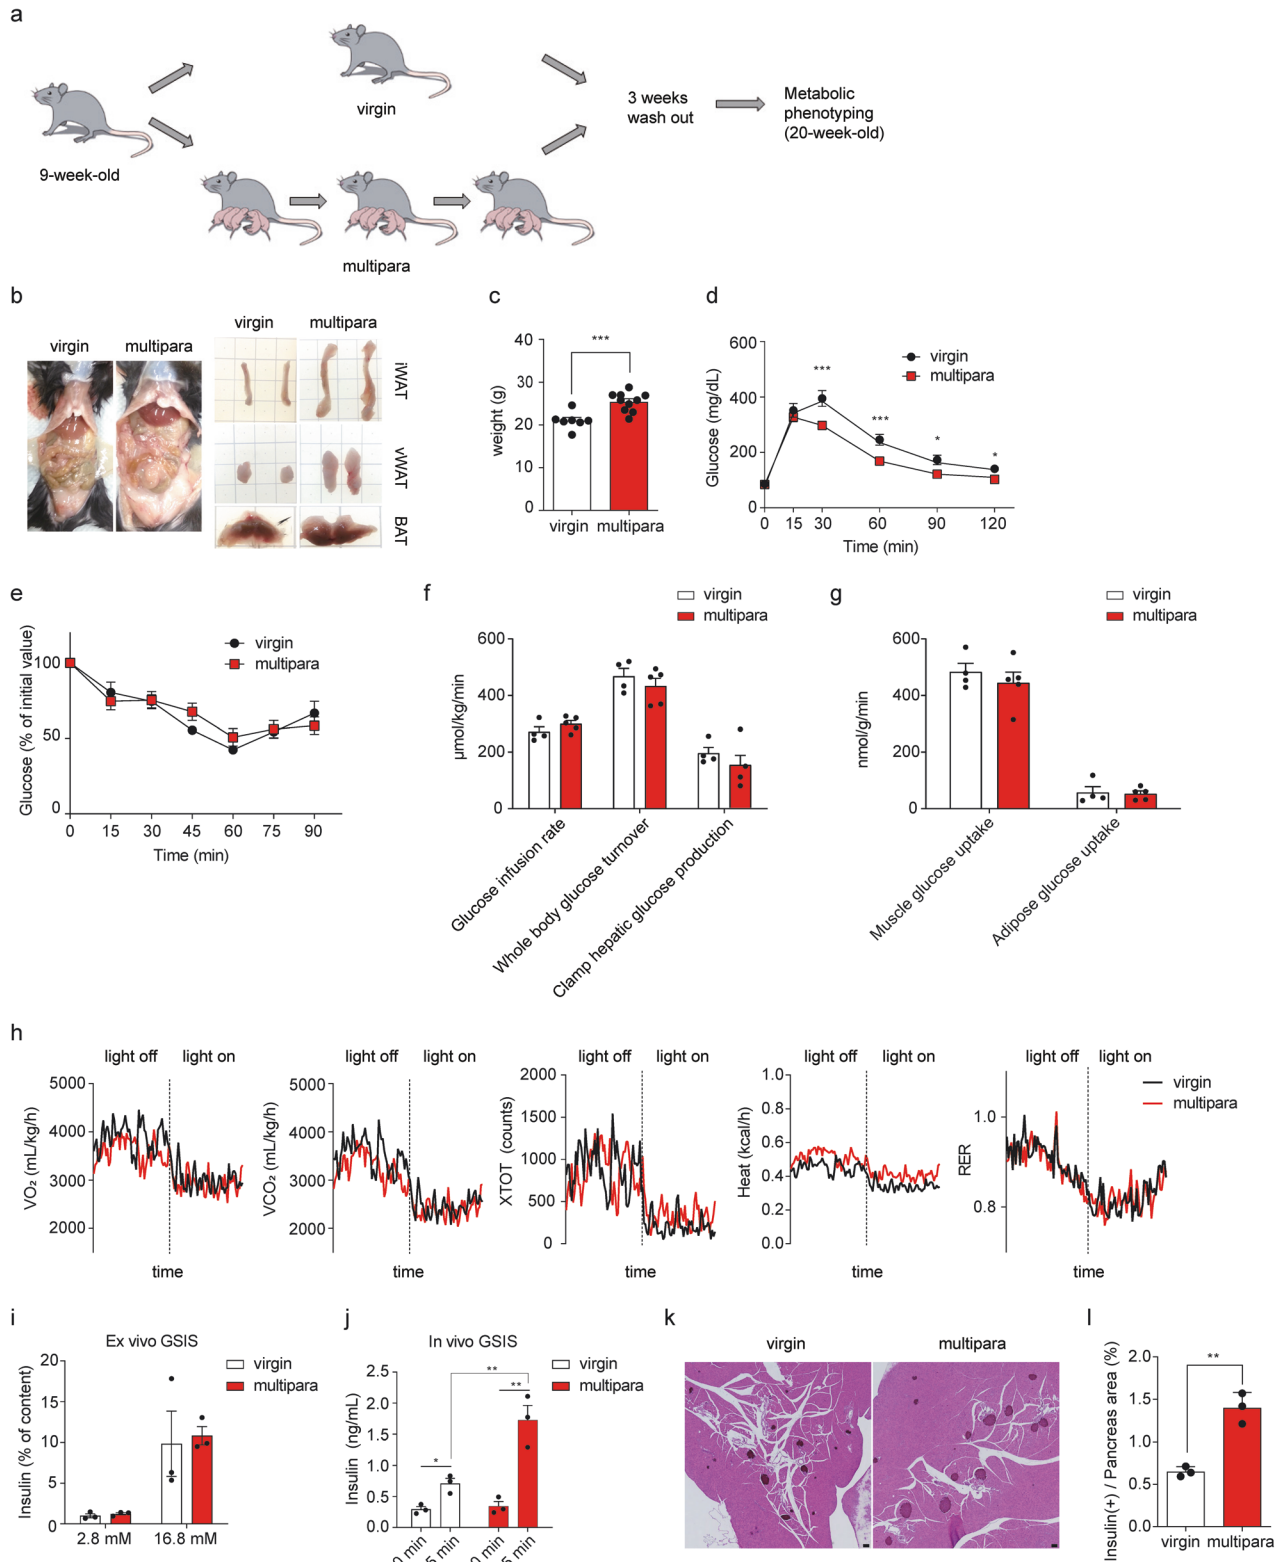 a
virgin
9-week-old
3 weeks
wash out
Metabolic
phenotyping
(20-week-old)
multipara
b
virgin
multipara
virgin
multipara
iWAT
vWAT
BAT
c
weight (g)
40
30
20
10
0
***
virgin
multipara
d
Glucose (mg/dL)
600
400
200
0
***
***
*
*
virgin
multipara
0
15
30
60
90
120
Time (min)
e
Glucose (% of initial value)
100
50
0
virgin
multipara
0
15
30
45
60
75
90
Time (min)
f
virgin
multipara
µmol/kg/min
600
400
200
0
Glucose infusion rate
Whole body glucose turnover
Clamp hepatic glucose production
g
virgin
multipara
nmol/g/min
600
400
200
0
Muscle glucose uptake
Adipose glucose uptake
h
light off
light on
VO₂ (mL/kg/h)
5000
4000
3000
2000
time
light off
light on
VCO₂ (mL/kg/h)
5000
4000
3000
2000
time
light off
light on
XTOT (counts)
2000
1500
1000
500
0
time
light off
light on
Heat (kcal/h)
1.0
0.8
0.6
0.4
0.2
0.0
time
light off
light on
RER
1.0
0.8
time
virgin
multipara
i
Ex vivo GSIS
virgin
multipara
Insulin (% of content)
20
15
10
5
0
2.8 mM
16.8 mM
j
In vivo GSIS
Insulin (ng/mL)
2.5
2.0
1.5
1.0
0.5
0.0
*
**
**
0 min
5 min
0 min
5 min
k
virgin
multipara
l
Insulin(+) / Pancreas area (%)
2.0
1.5
1.0
0.5
0.0
**
virgin
multipara